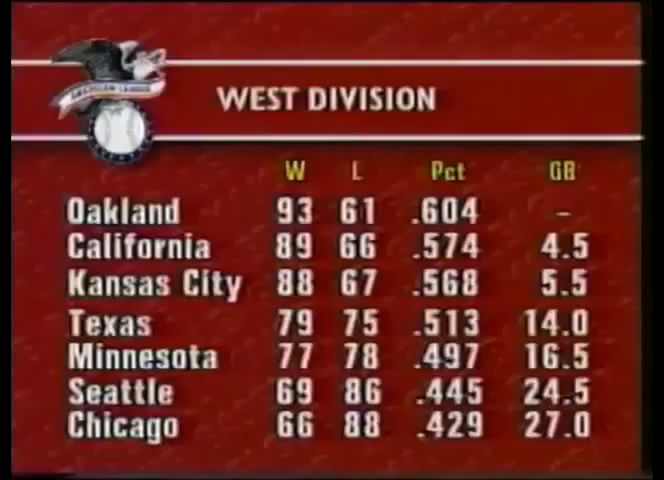 AMERICAN LEAGUE
WEST DIVISION
W L Pct GB
Oakland 93 61 .604 –
California 89 66 .574 4.5
Kansas City 88 67 .568 5.5
Texas 79 75 .513 14.0
Minnesota 77 78 .497 16.5
Seattle 69 86 .445 24.5
Chicago 66 88 .429 27.0